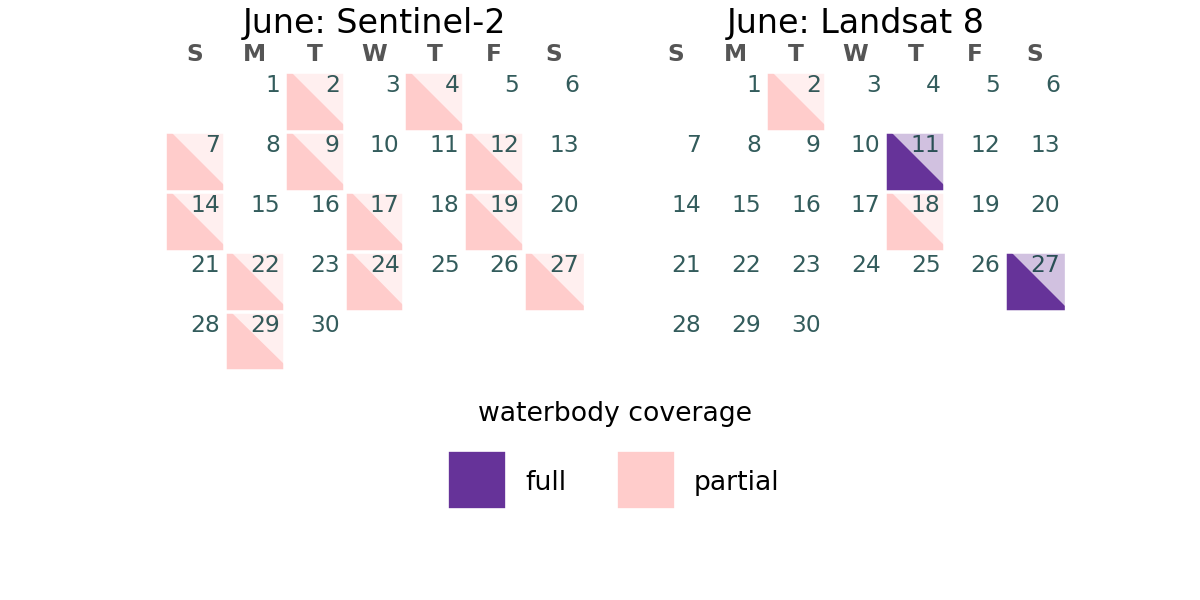 June: Sentinel-2
S M T W T F S
1 2 3 4 5 6
7 8 9 10 11 12 13
14 15 16 17 18 19 20
21 22 23 24 25 26 27
28 29 30
June: Landsat 8
S M T W T F S
1 2 3 4 5 6
7 8 9 10 11 12 13
14 15 16 17 18 19 20
21 22 23 24 25 26 27
28 29 30
waterbody coverage
full partial